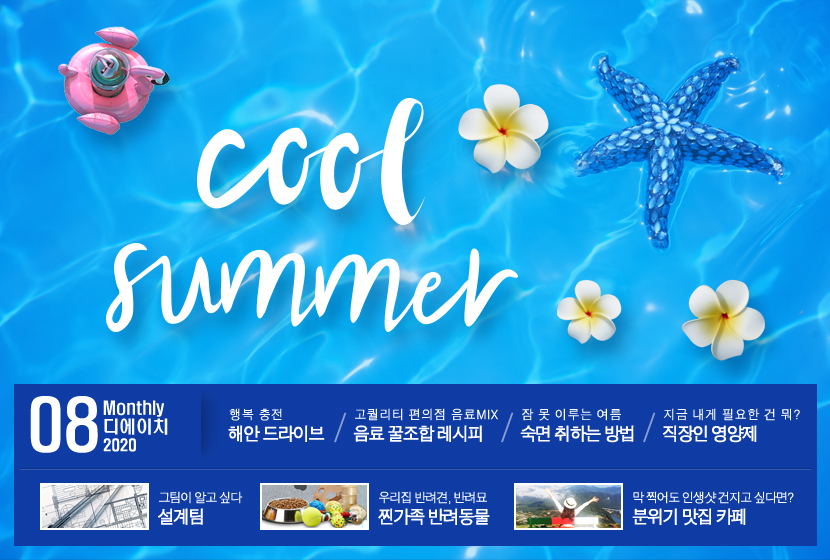 cool
summer
08
Monthly
디에이치
2020
행복 충전
해안 드라이브
고퀄리티 편의점 음료MIX
음료 꿀조합 레시피
잠 못 이루는 여름
숙면 취하는 방법
지금 내게 필요한 건 뭐?
직장인 영양제
그팀이 알고 싶다
설계팀
우리집 반려견, 반려묘
찐가족 반려동물
막 찍어도 인생샷 건지고 싶다면?
분위기 맛집 카페